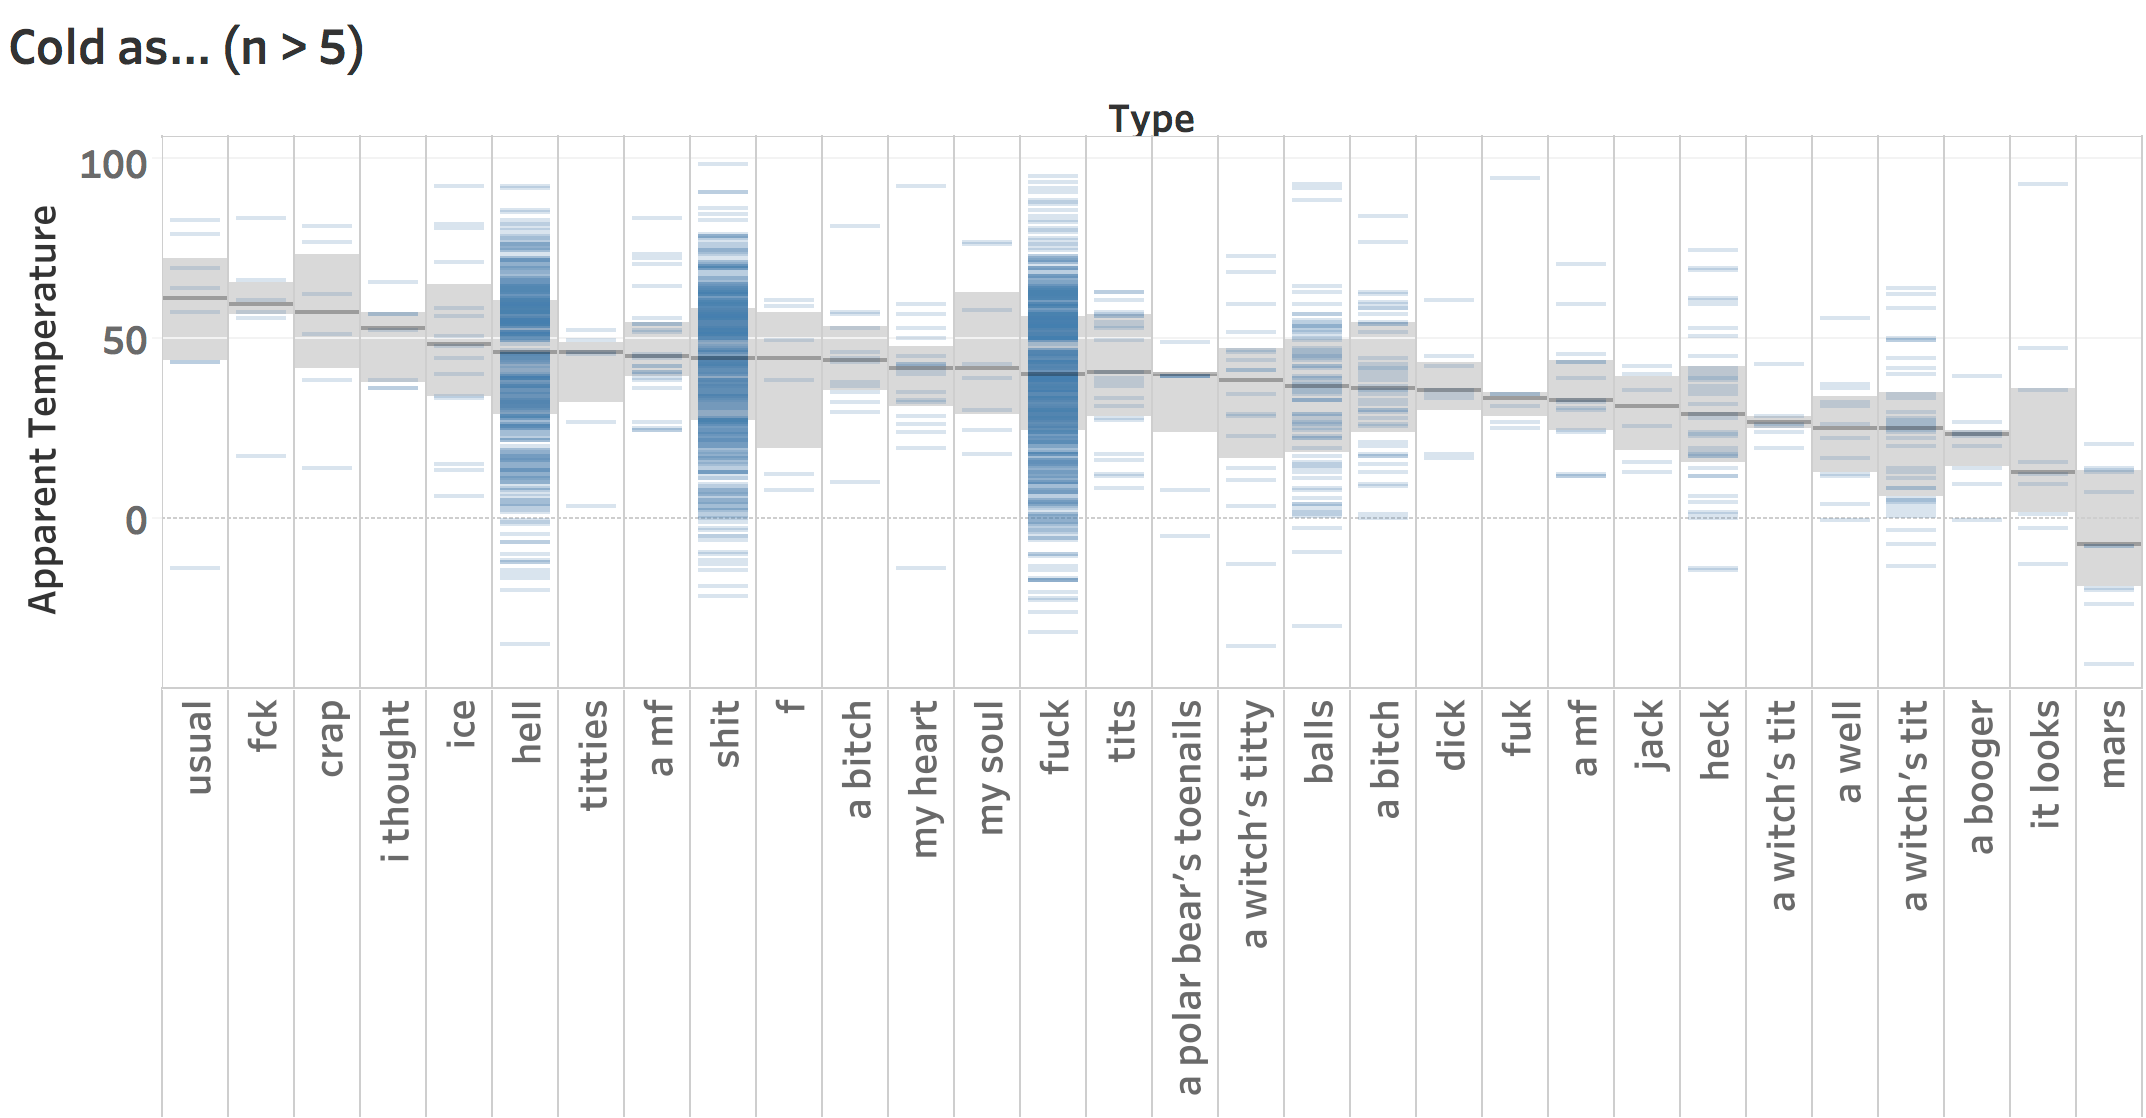 Cold as... (n > 5)
Type
Apparent Temperature
100
50
0
usual
fck
crap
i thought
ice
hell
titties
a mf
shit
f
a bitch
my heart
my soul
fuck
tits
a polar bear's toenails
a witch's titty
balls
a bitch
dick
fuk
a mf
jack
heck
a witch's tit
a well
a witch's tit
a booger
it looks
mars